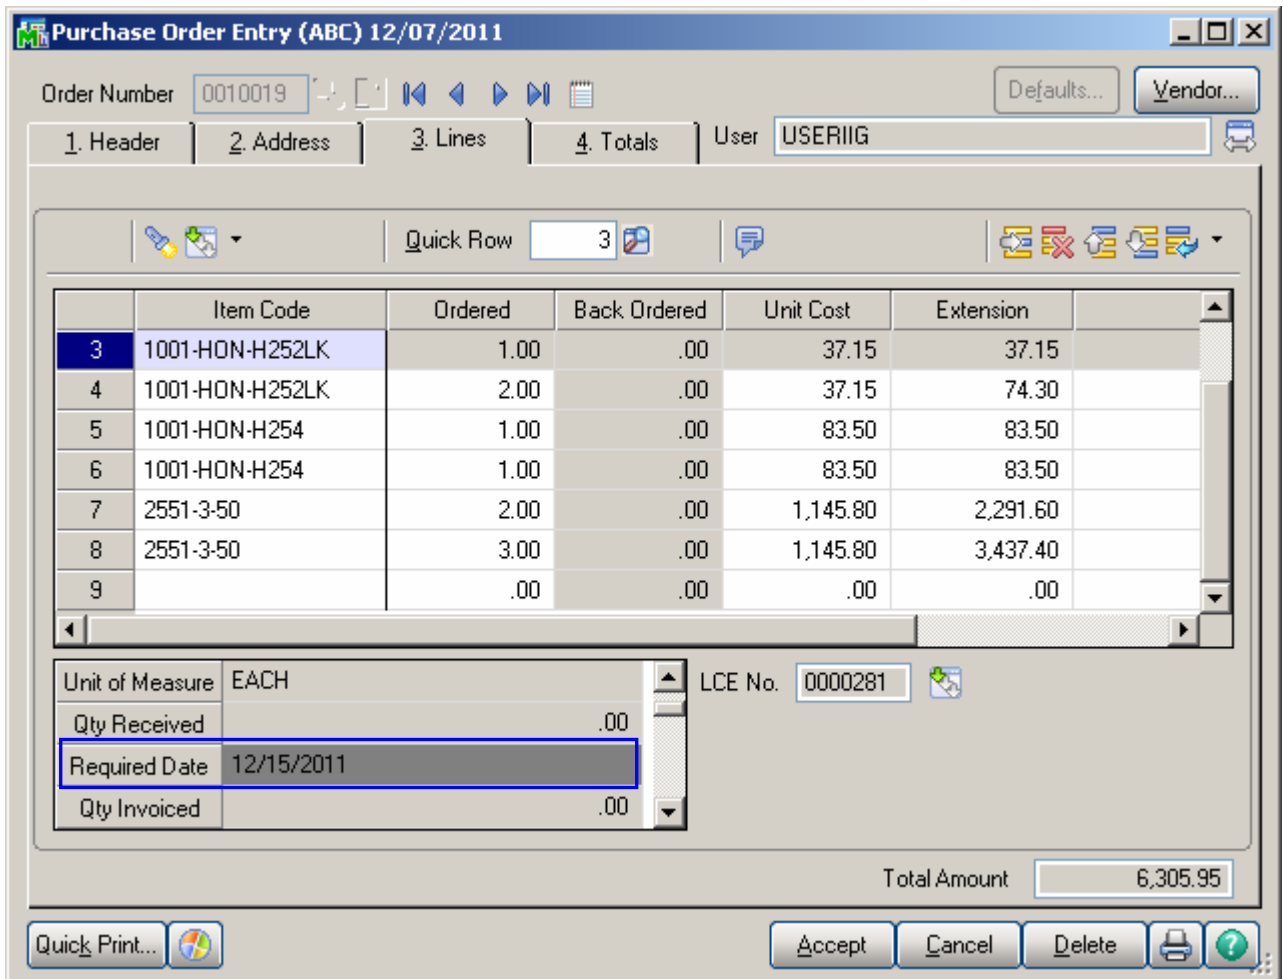 Purchase Order Entry (ABC) 12/07/2011
Order Number 0010019 Defaults... Vendor...
1. Header 2. Address 3. Lines 4. Totals User USERIIG
Quick Row 3
Item Code Ordered Back Ordered Unit Cost Extension
3 1001-HON-H252LK 1.00 .00 37.15 37.15
4 1001-HON-H252LK 2.00 .00 37.15 74.30
5 1001-HON-H254 1.00 .00 83.50 83.50
6 1001-HON-H254 1.00 .00 83.50 83.50
7 2551-3-50 2.00 .00 1,145.80 2,291.60
8 2551-3-50 3.00 .00 1,145.80 3,437.40
9 .00 .00 .00 .00
Unit of Measure EACH LCE No. 0000281
Qty Received .00
Required Date 12/15/2011
Qty Invoiced .00
Total Amount 6,305.95
Quick Print... Accept Cancel Delete